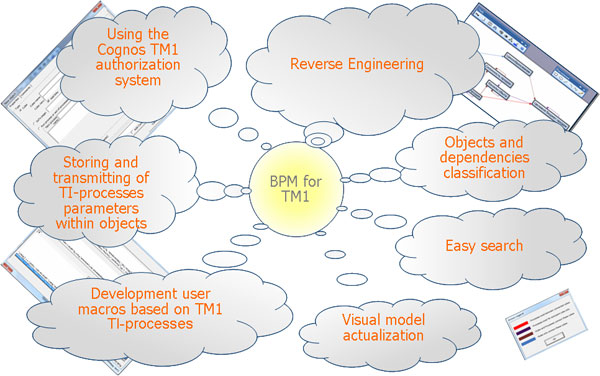 Using the
Cognos TM1
authorization
system
Reverse Engineering
Storing and
transmitting of
TI-processes
parameters
within objects
BPM for
TM1
Objects and
dependencies
classification
Easy search
Development user
macros based on TM1
TI-processes
Visual model
actualization